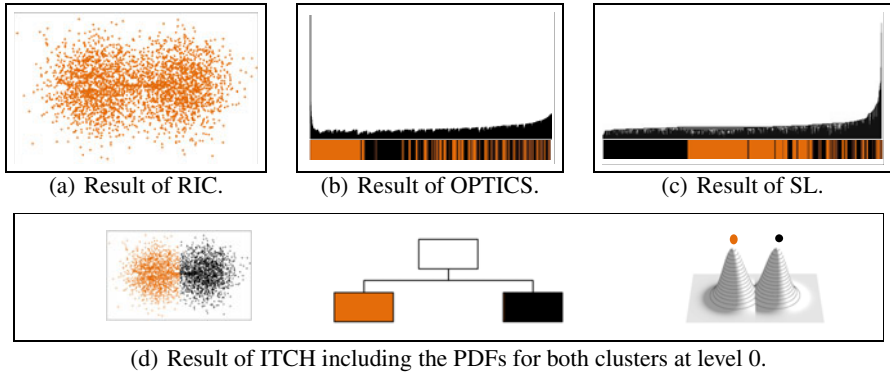 (a) Result of RIC.
(b) Result of OPTICS.
(c) Result of SL.
(d) Result of ITCH including the PDFs for both clusters at level 0.